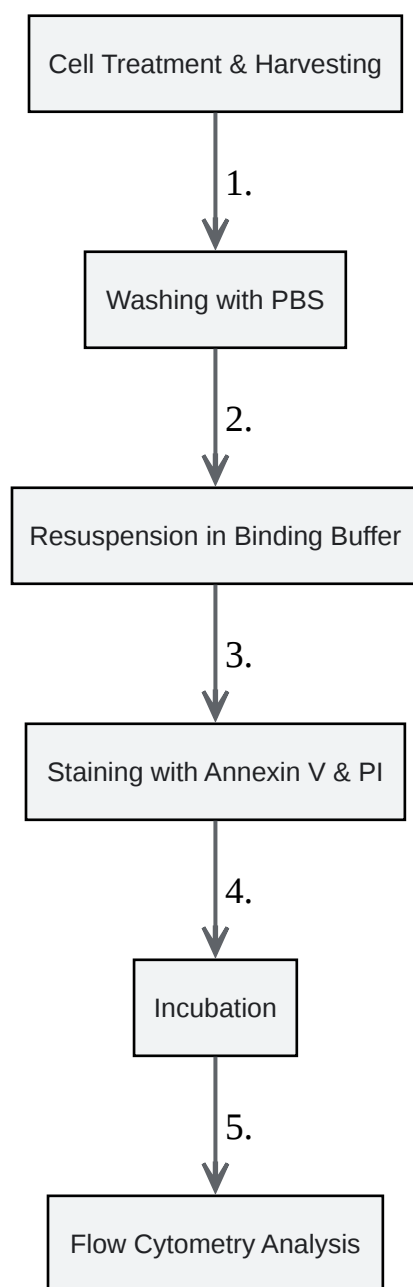 Cell Treatment & Harvesting
1.
Washing with PBS
2.
Resuspension in Binding Buffer
3.
Staining with Annexin V & PI
4.
Incubation
5.
Flow Cytometry Analysis